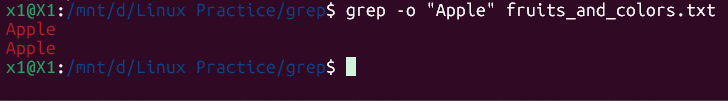 x1@X1:/mnt/d/Linux Practice/grep$ grep -o "Apple" fruits_and_colors.txt
Apple
Apple
x1@X1:/mnt/d/Linux Practice/grep$